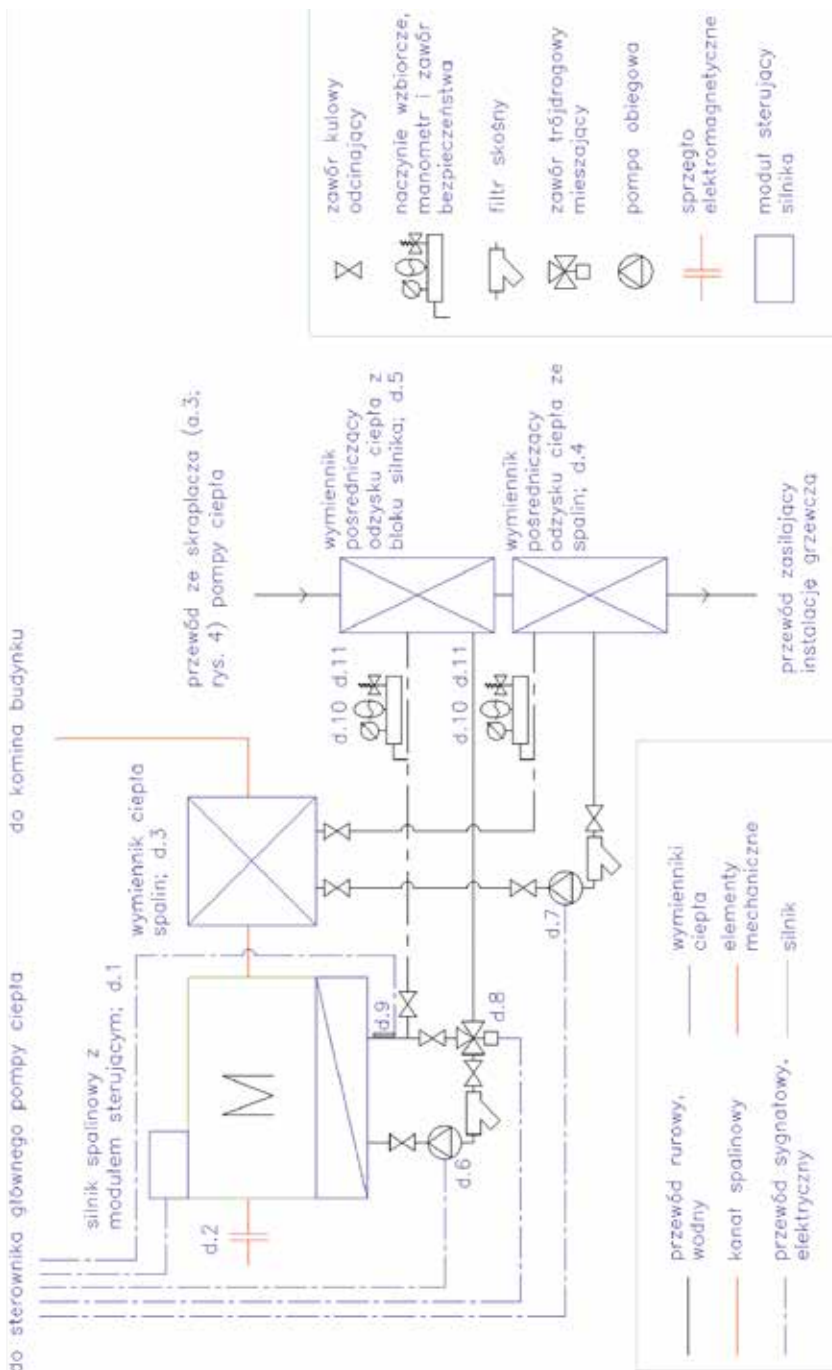 do sterownika głównego pompy ciepła
do komina budynku
silnik spalinowy z
modułem sterującym; d.1
wymiennik ciepła
spalin; d.3
przewód ze skraplacza (a.3;
rys. 4) pompy ciepła
d.2
M
d.9
d.6
d.8
d.7
d.10 d.11
d.10 d.11
wymiennik
pośredniczący
odzysku ciepła z
bloku silnika; d.5
wymiennik
pośredniczący
odzysku ciepła ze
spalin; d.4
przewód zasilający
instalację grzewczą
przewód rurowy,
wodny
kanał spalinowy
przewód sygnałowy,
elektryczny
wymienniki
ciepła
elementy
mechaniczne
silnik
zawór kulowy
odcinający
naczynie wzbiorcze,
manometr i zawór
bezpieczeństwa
filtr skośny
zawór trójdrogowy
mieszający
pompa obiegowa
sprzęgło
elektromagnetyczne
moduł sterujący
silnika